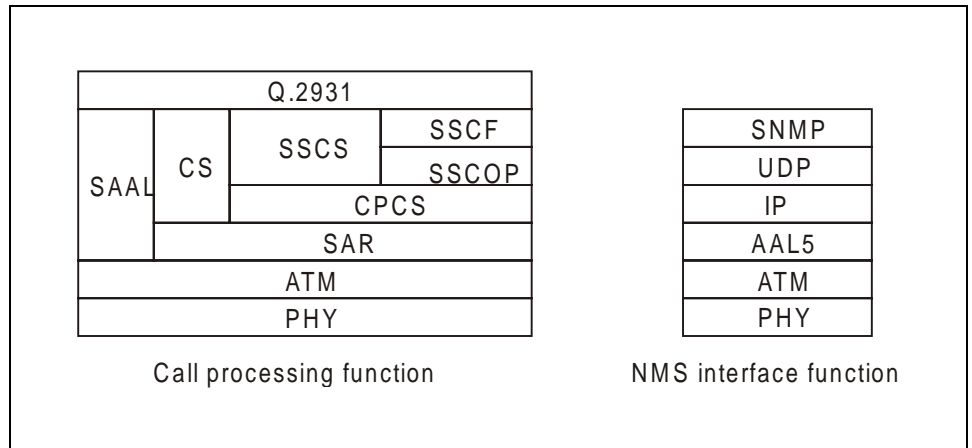 Q.2931
SAAL
CS
SSCS
SSCF
SSCOP
CPCS
SAR
ATM
PHY
Call processing function
SNMP
UDP
IP
AAL5
ATM
PHY
NMS interface function